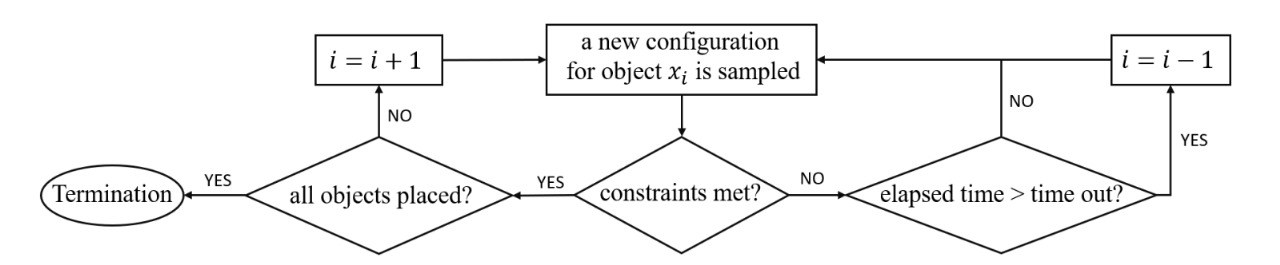 i = i + 1
a new configuration
for object xᵢ is sampled
i = i − 1
NO
NO
YES
Termination
YES
all objects placed?
YES
constraints met?
NO
elapsed time > time out?